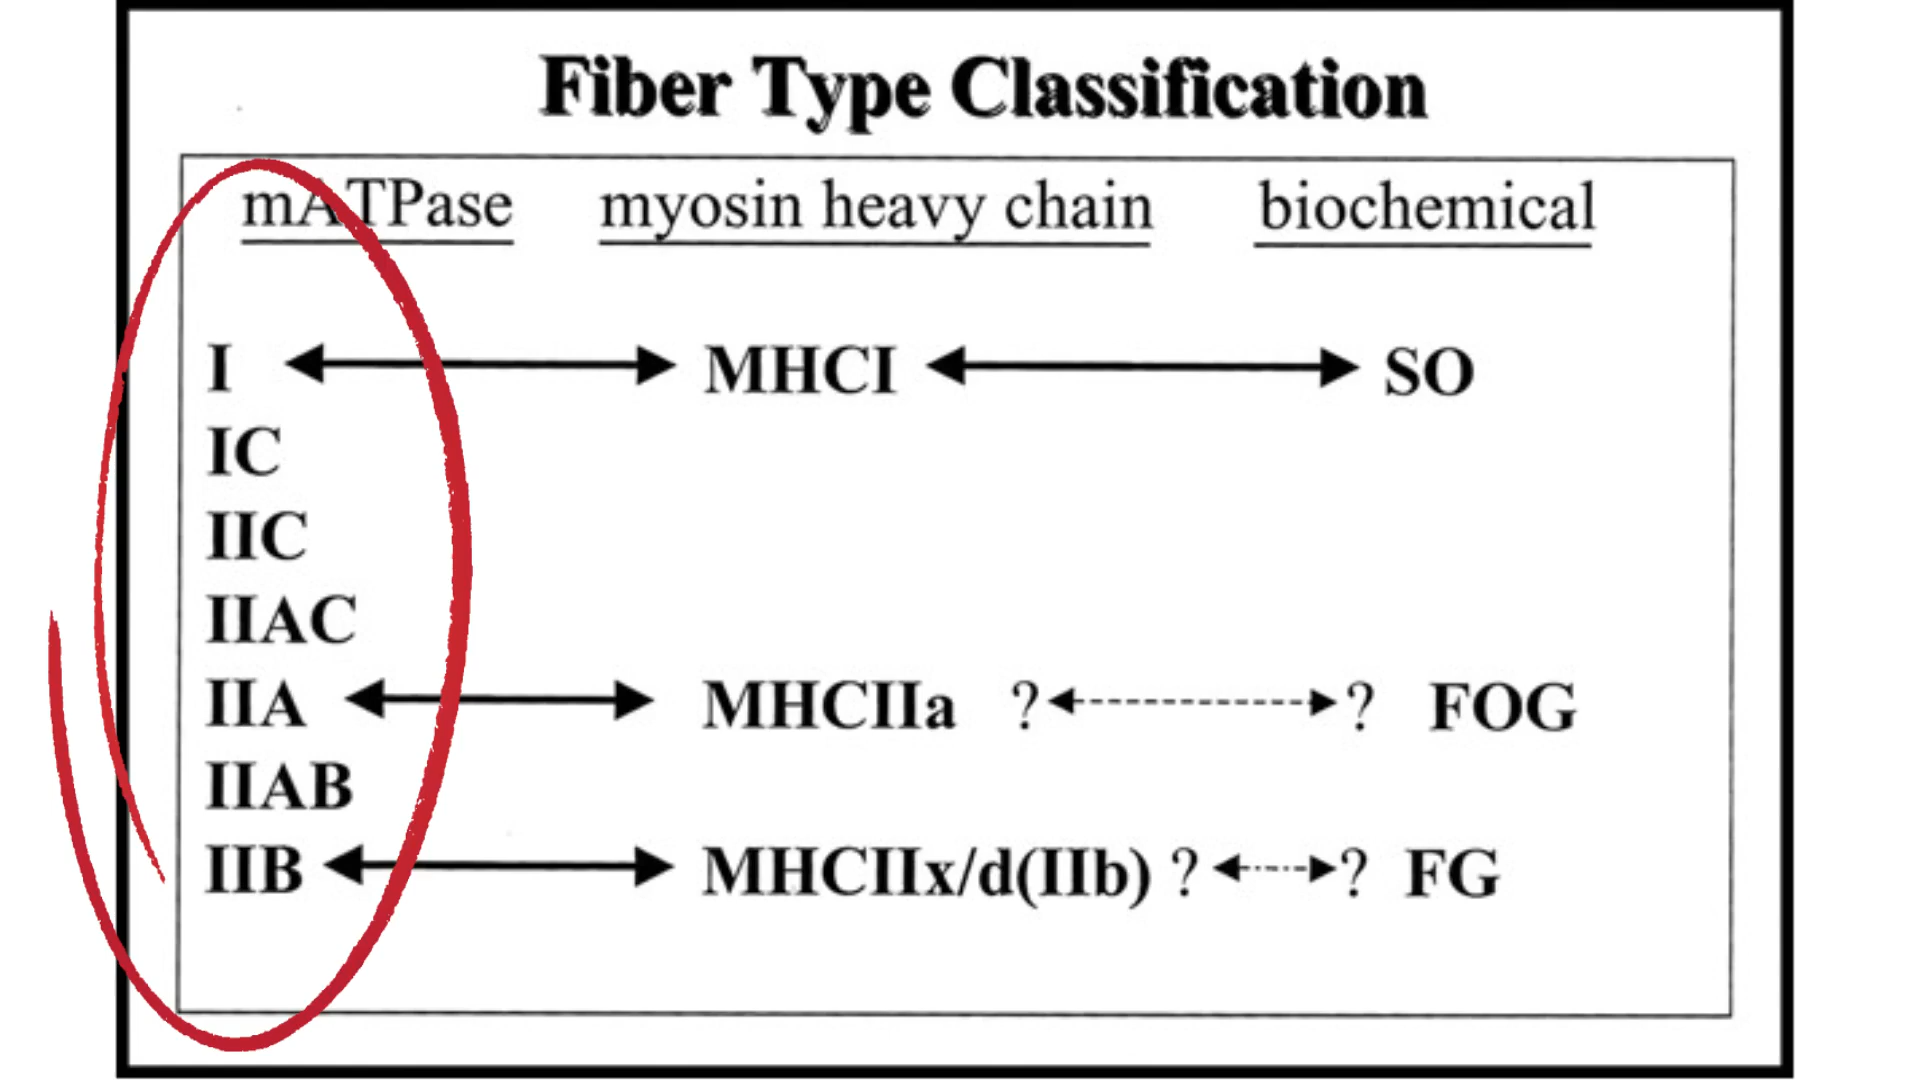 Fiber Type Classification
mATPase myosin heavy chain biochemical
I MHCI SO
IC
IIC
IIAC
IIA MHCIIa ? ? FOG
IIAB
IIB MHCIIx/d(IIb) ? ? FG